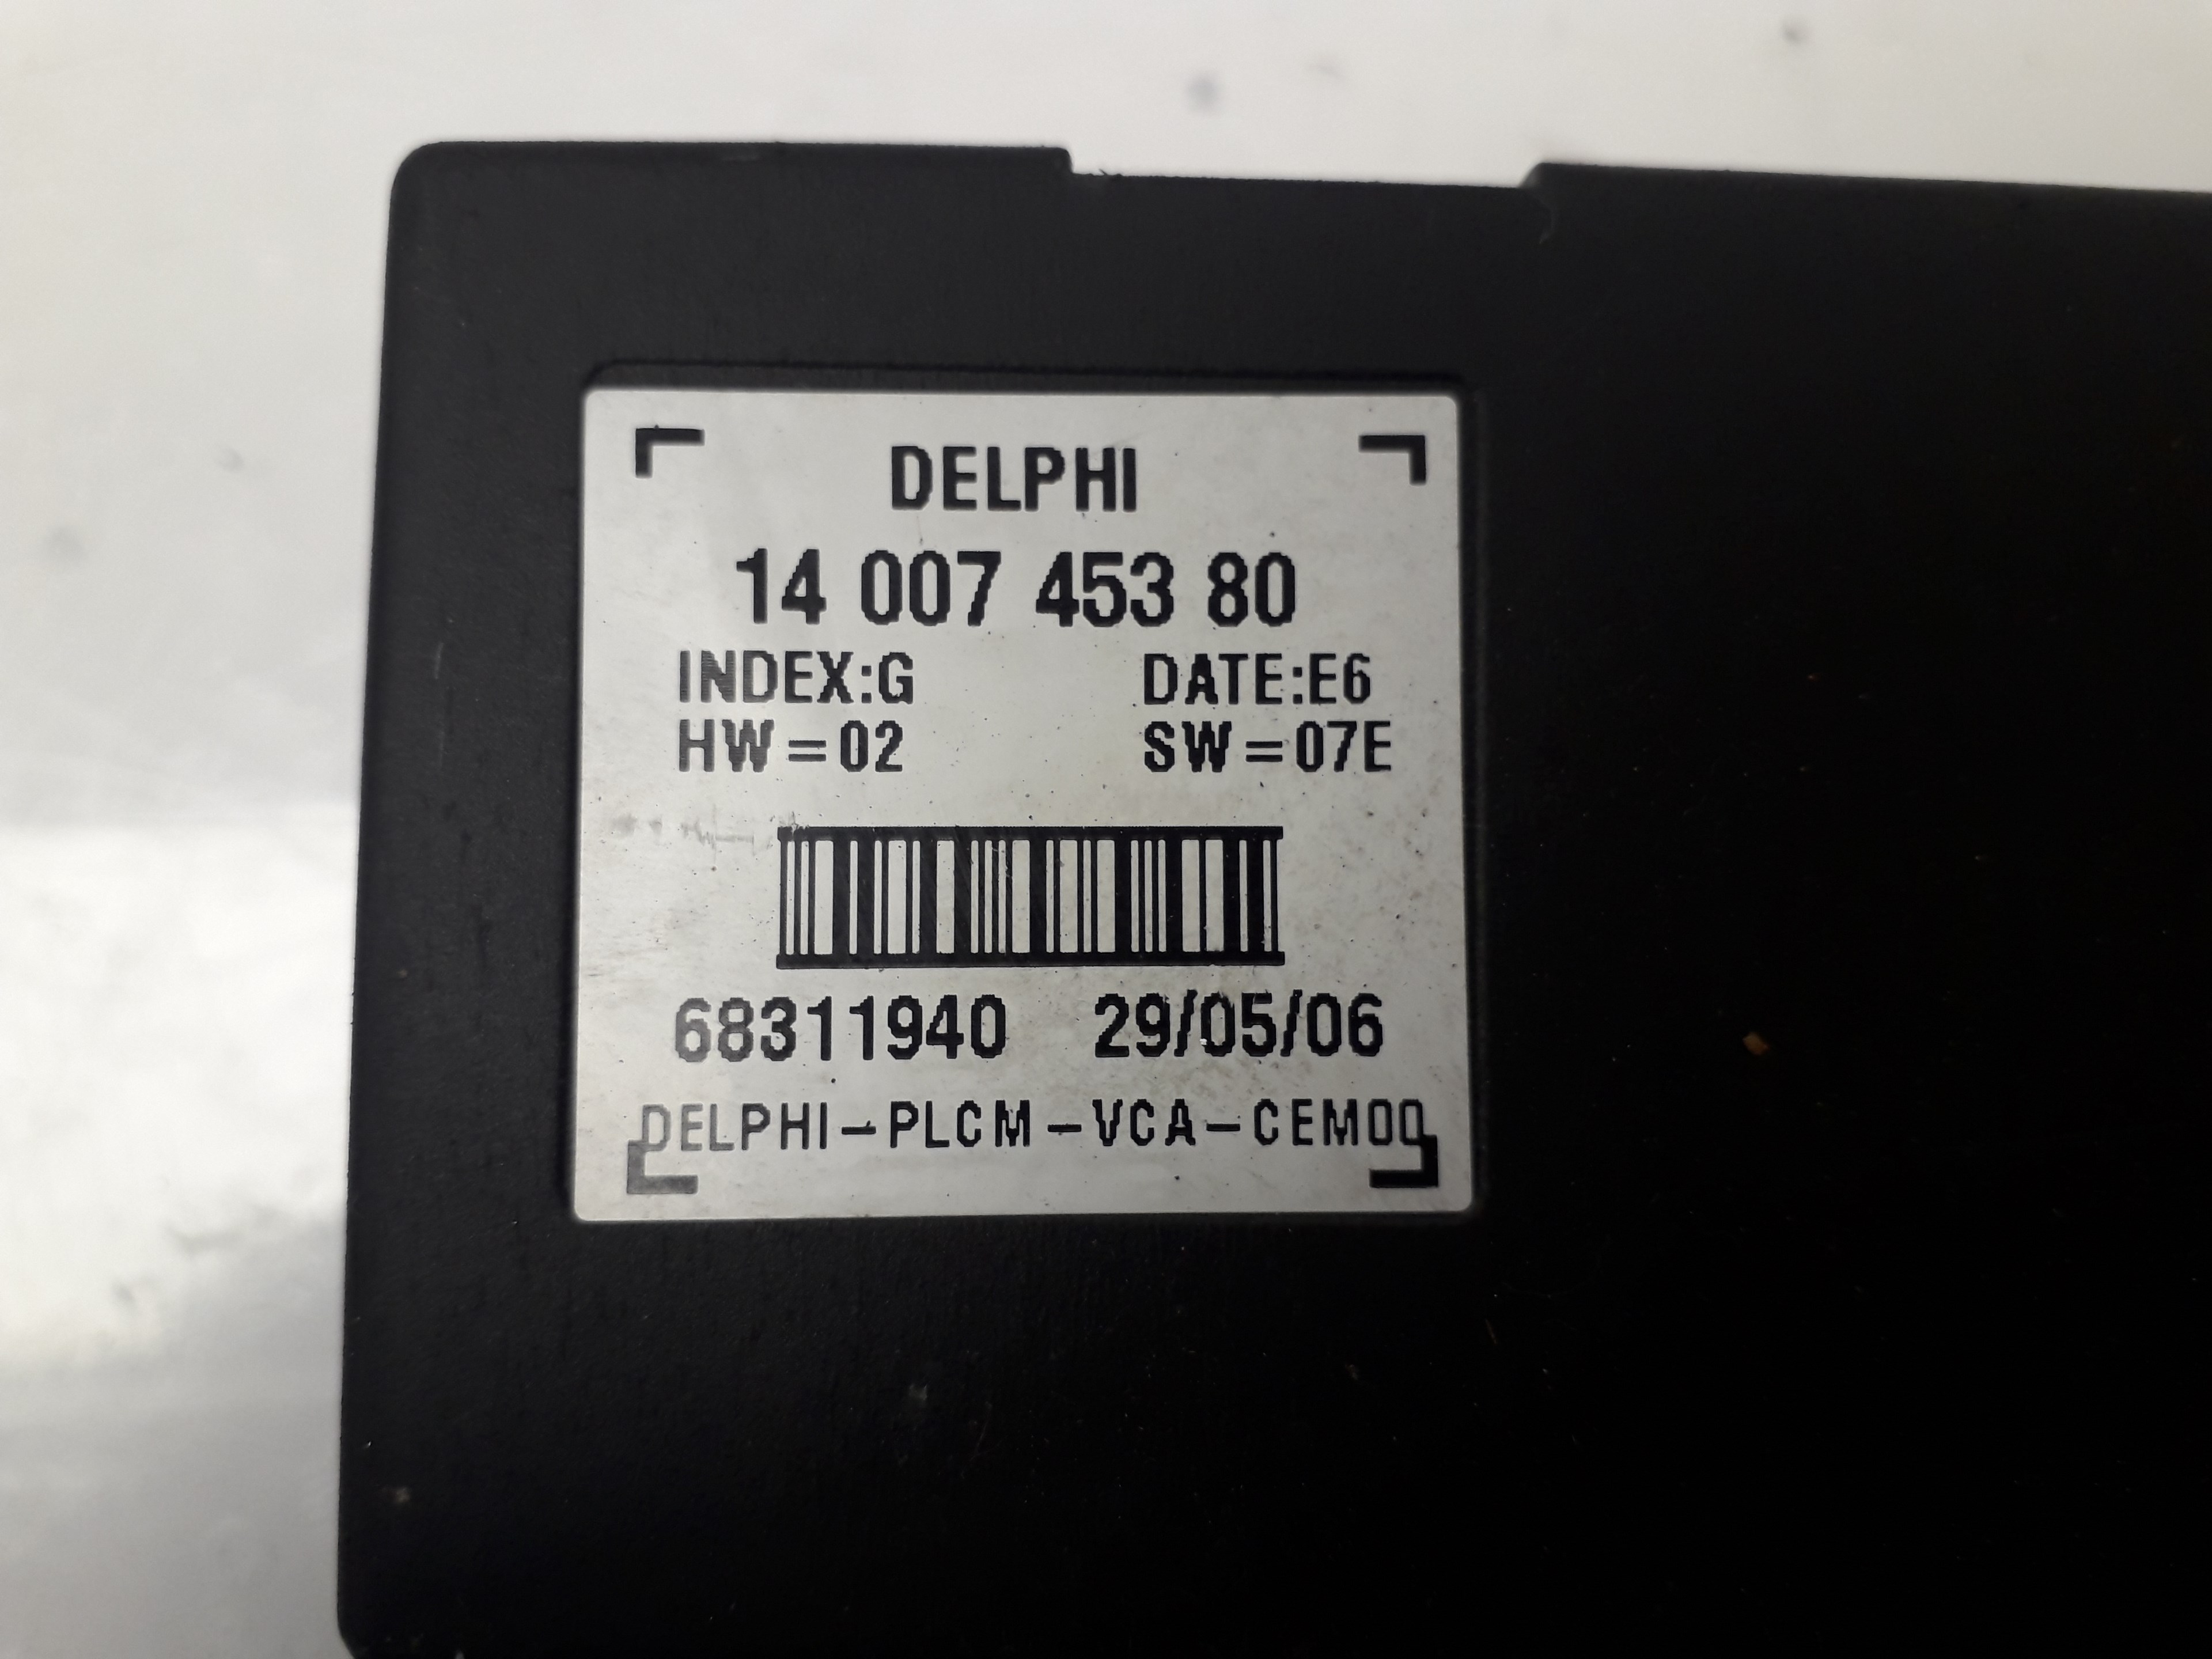 DELPHI
14 007 453 80
INDEX:G DATE:E6
HW=02 SW=07E
68311940 29/05/06
DELPHI-PLCM-VCA-CEM00